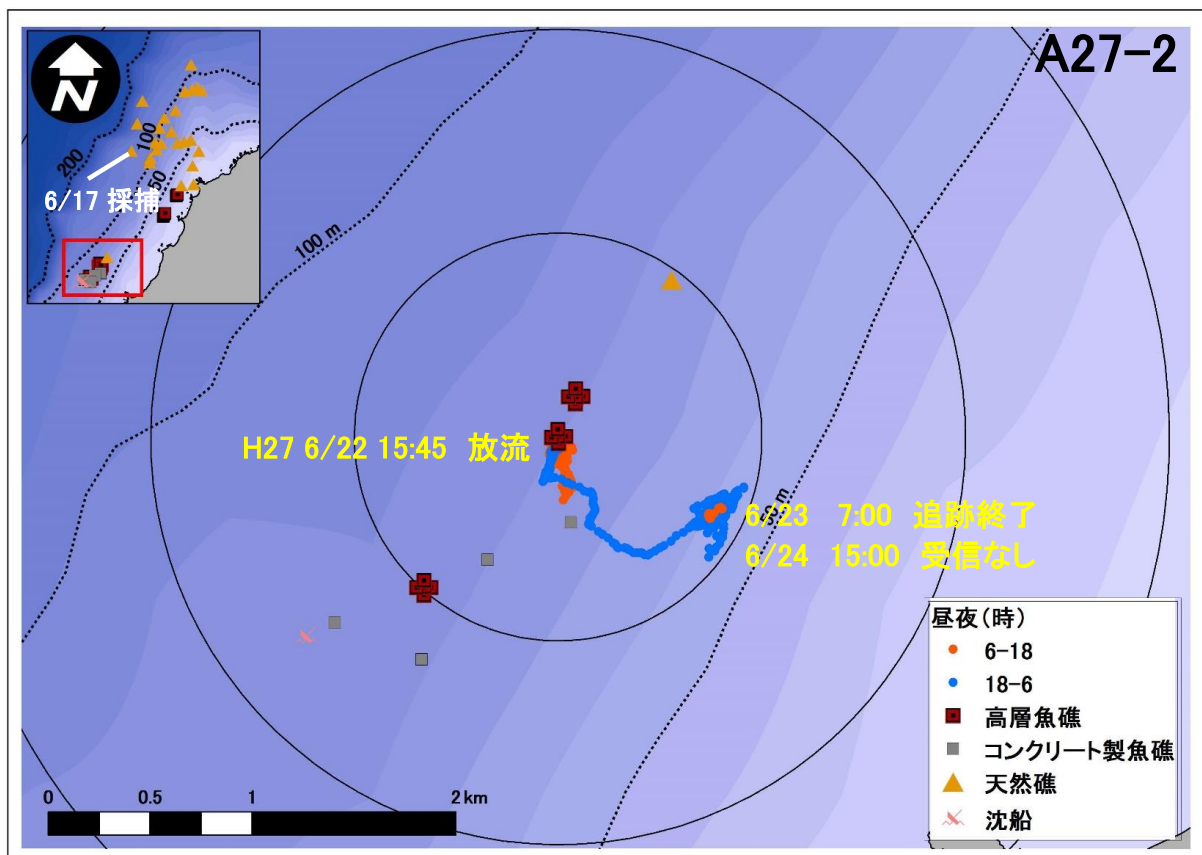 A27-2
N
200
100
50
6/17 採捕
100 m
50 m
H27 6/22 15:45 放流
6/23 7:00 追跡終了
6/24 15:00 受信なし
昼夜(時)
6-18
18-6
高層魚礁
コンクリート製魚礁
天然礁
沈船
0 0.5 1 2 km